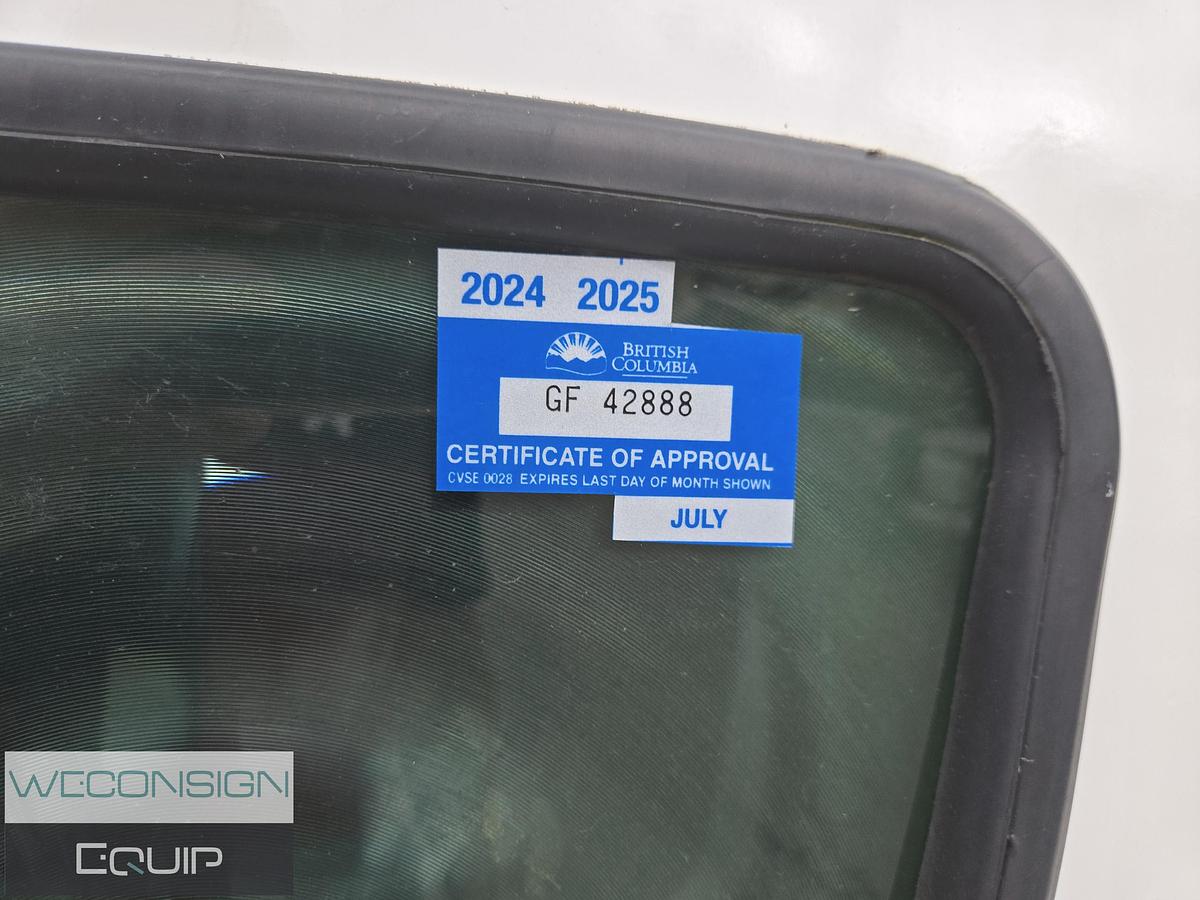 2024 2025
BRITISH
COLUMBIA
GF 42888
CERTIFICATE OF APPROVAL
CVSE 0028 EXPIRES LAST DAY OF MONTH SHOWN
JULY
WECONSIGN
EQUIP